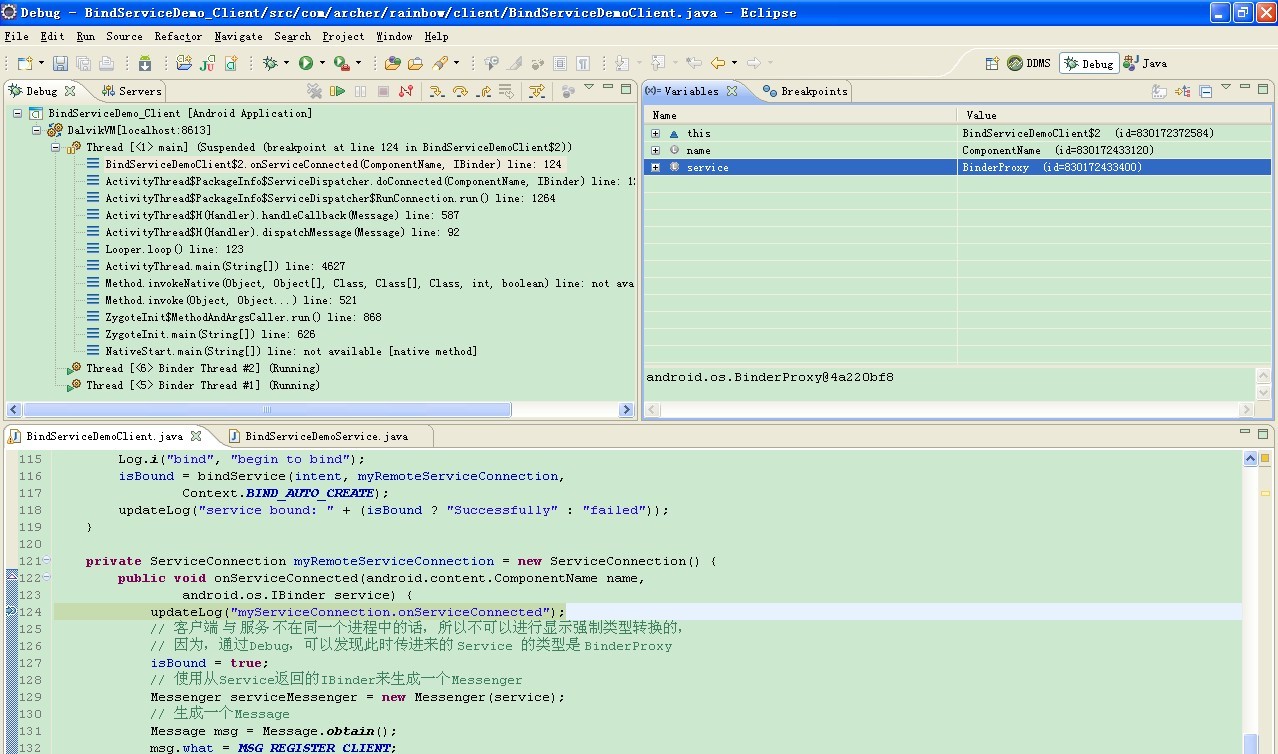 Debug - BindServiceDemo_Client/src/com/archer/rainbow/client/BindServiceDemoClient.java - Eclipse
File Edit Run Source Refactor Navigate Search Project Window Help
DDMS Debug Java
Debug Servers
BindServiceDemo_Client [Android Application]
DalvikVM[localhost:8613]
Thread [<1> main] (Suspended (breakpoint at line 124 in BindServiceDemoClient$2))
BindServiceDemoClient$2.onServiceConnected(ComponentName, IBinder) line: 124
ActivityThread$PackageInfo$ServiceDispatcher.doConnected(ComponentName, IBinder) line: 1
ActivityThread$PackageInfo$ServiceDispatcher$RunConnection.run() line: 1264
ActivityThread$H(Handler).handleCallback(Message) line: 587
ActivityThread$H(Handler).dispatchMessage(Message) line: 92
Looper.loop() line: 123
ActivityThread.main(String[]) line: 4627
Method.invokeNative(Object, Object[], Class, Class[], Class, int, boolean) line: not ava
Method.invoke(Object, Object...) line: 521
ZygoteInit$MethodAndArgsCaller.run() line: 868
ZygoteInit.main(String[]) line: 626
NativeStart.main(String[]) line: not available [native method]
Thread [<6> Binder Thread #2] (Running)
Thread [<5> Binder Thread #1] (Running)
Variables Breakpoints
Name Value
this BindServiceDemoClient$2 (id=830172372584)
name ComponentName (id=830172433120)
service BinderProxy (id=830172433400)
android.os.BinderProxy@4a220bf8
BindServiceDemoClient.java BindServiceDemoService.java
115 Log.i("bind", "begin to bind");
116 isBound = bindService(intent, myRemoteServiceConnection,
117 Context.BIND_AUTO_CREATE);
118 updateLog("service bound: " + (isBound ? "Successfully" : "failed"));
119 }
120
121 private ServiceConnection myRemoteServiceConnection = new ServiceConnection() {
122 public void onServiceConnected(android.content.ComponentName name,
123 android.os.IBinder service) {
124 updateLog("myServiceConnection.onServiceConnected");
125 // 客户端 与 服务 不在同一个进程中的话，所以不可以进行显示强制类型转换的，
126 // 因为，通过Debug，可以发现此时传进来的 Service 的类型是 BinderProxy
127 isBound = true;
128 // 使用从Service返回的IBinder来生成一个Messenger
129 Messenger serviceMessenger = new Messenger(service);
130 // 生成一个Message
131 Message msg = Message.obtain();
132 msg.what = MSG_REGISTER_CLIENT;